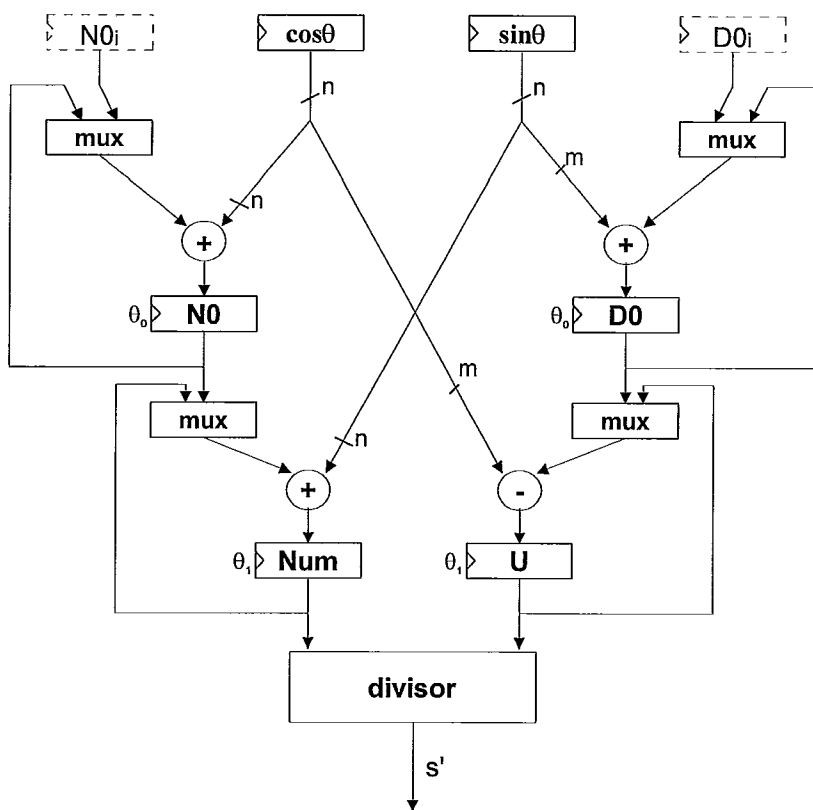 N0i
cosθ
sinθ
D0i
n
n
mux
mux
m
n
+
+
θ₀
N0
θ₀
D0
m
mux
mux
n
+
-
θ₁
Num
θ₁
U
divisor
s'